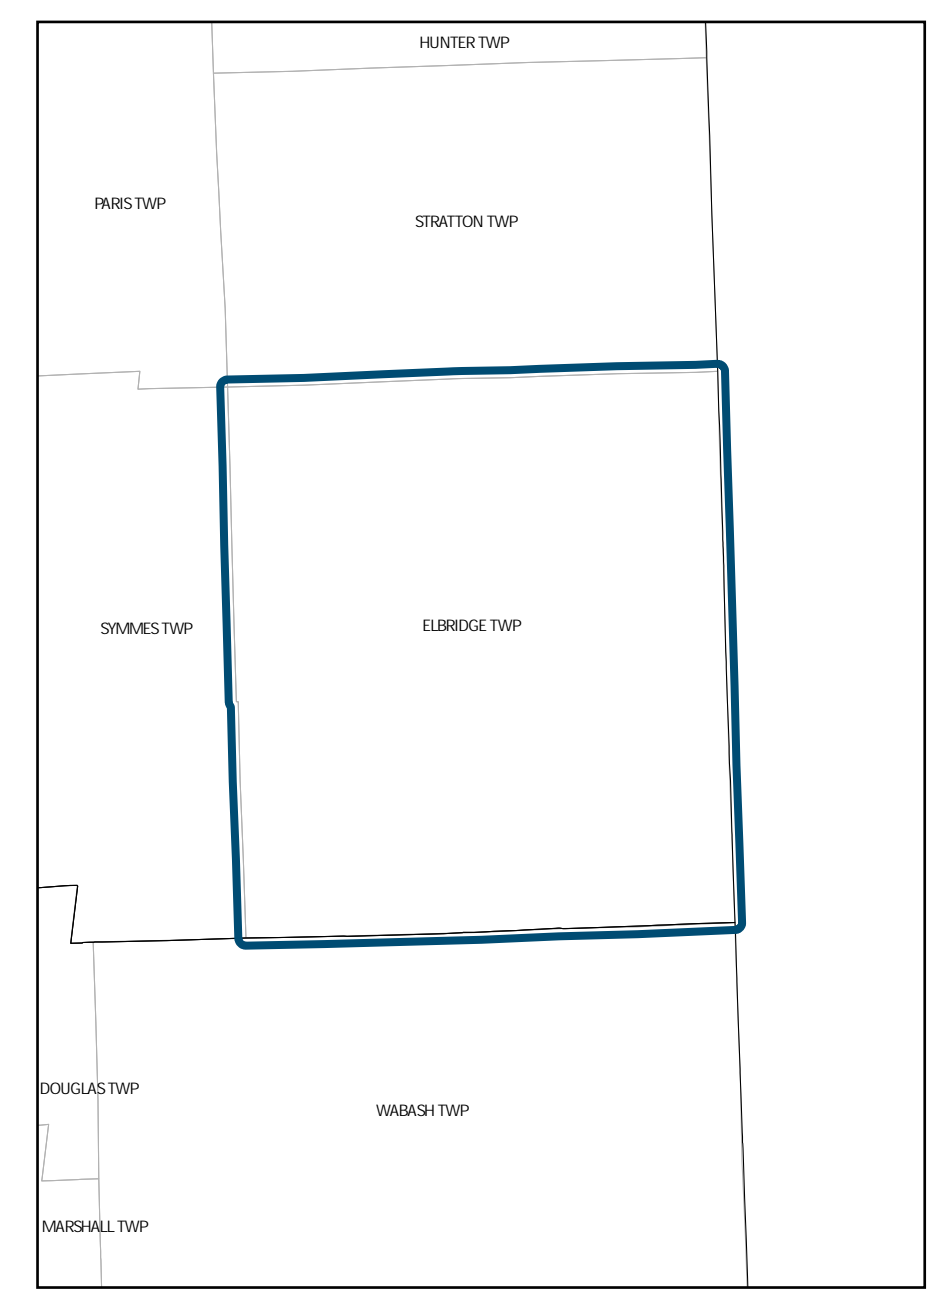 HUNTER TWP
PARIS TWP
STRATTON TWP
SYMMES TWP
ELBRIDGE TWP
DOUGLAS TWP
WABASH TWP
MARSHALL TWP